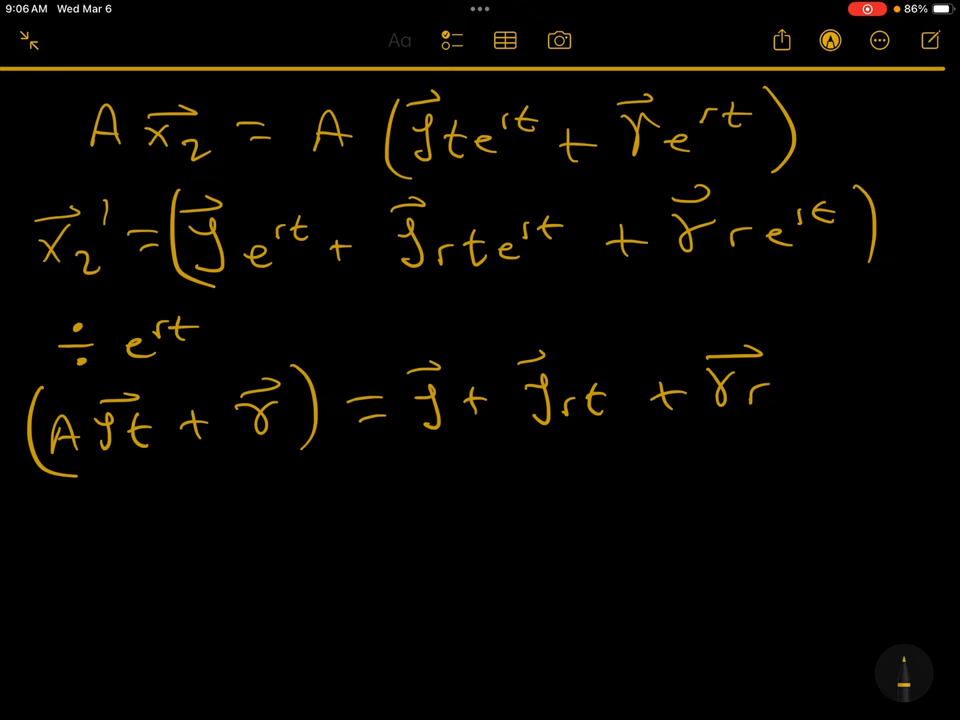 9:06 AM Wed Mar 6
86%
Aa
A x⃗₂ = A (ξ⃗te^rt + γ⃗e^rt)
x⃗₂' = (ξ⃗e^rt + ξ⃗rte^rt + γ⃗re^rt)
÷ e^rt
(Aξ⃗t + γ⃗) = ξ⃗ + ξ⃗rt + γ⃗r